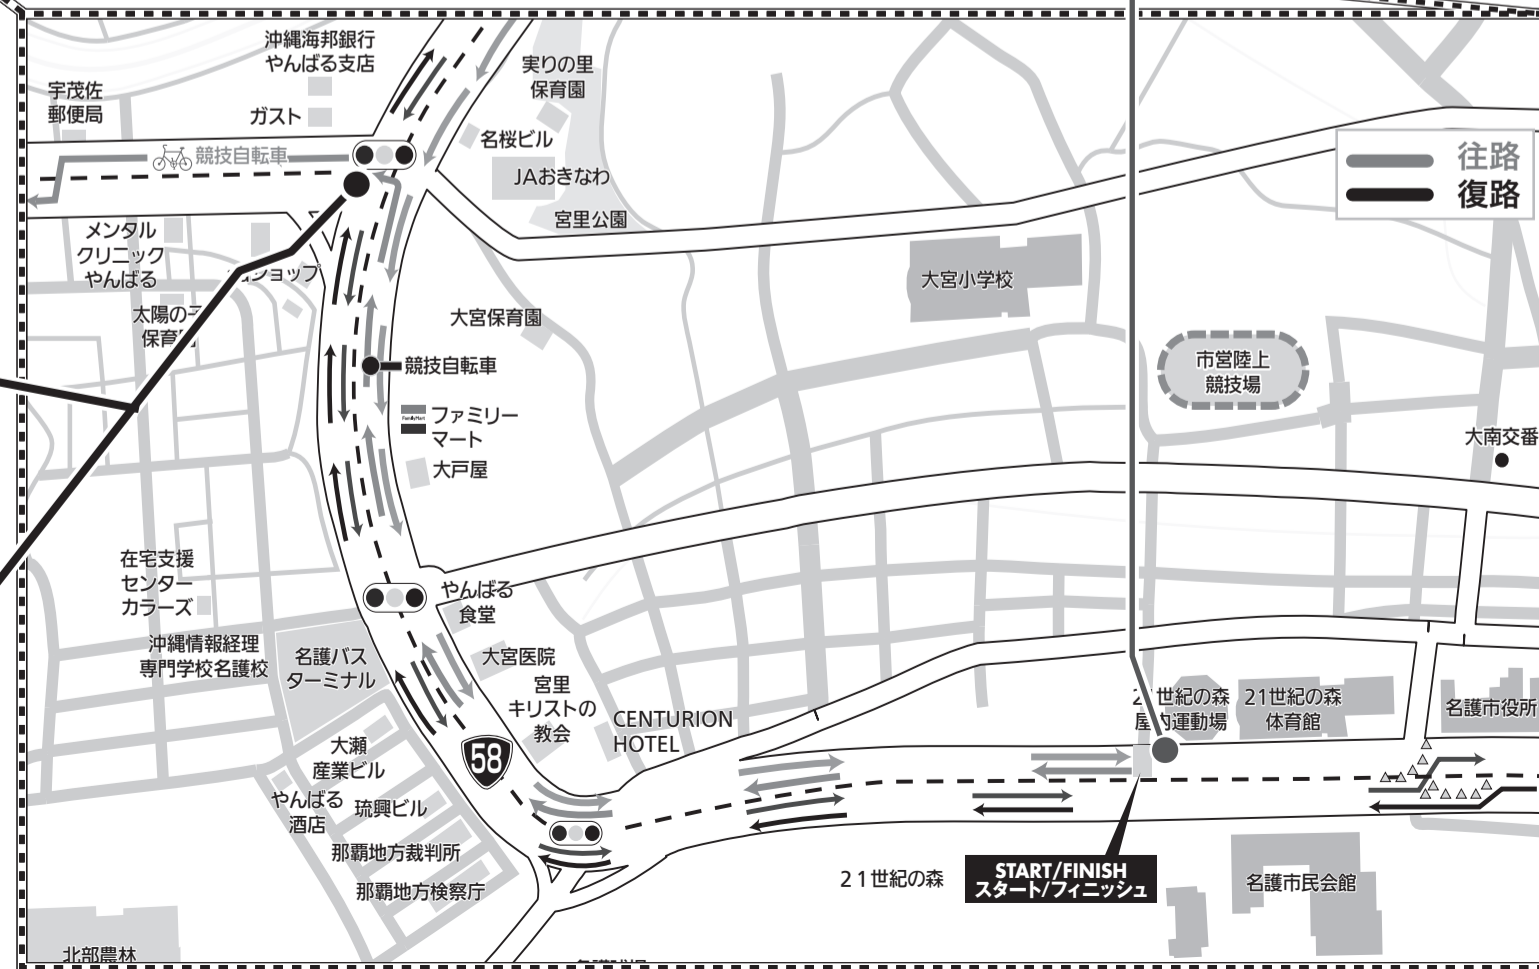 沖縄海邦銀行
やんばる支店
宇茂佐
郵便局
ガスト
実りの里
保育園
名桜ビル
競技自転車
JAおきなわ
宮里公園
往路
復路
メンタル
クリニック
やんばる
ョップ
太陽の子
保育
大宮保育園
大宮小学校
市営陸上
競技場
競技自転車
FamilyMart
ファミリー
マート
大戸屋
大南交番
在宅支援
センター
カラーズ
やんばる
食堂
沖縄情報経理
専門学校名護校
名護バス
ターミナル
大宮医院
宮里
キリストの
教会
CENTURION
HOTEL
21世紀の森
屋内運動場
21世紀の森
体育館
名護市役所
58
大瀬
産業ビル
やんばる
酒店
琉興ビル
那覇地方裁判所
那覇地方検察庁
21世紀の森
START/FINISH
スタート/フィニッシュ
名護市民会館
北部農林